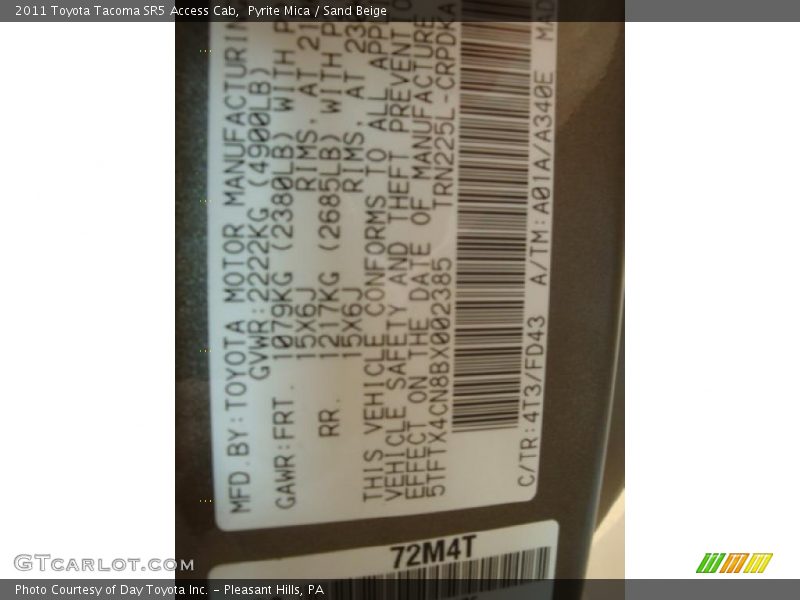 2011 Toyota Tacoma SR5 Access Cab, Pyrite Mica / Sand Beige
MFD.BY:TOYOTA MOTOR MANUFACTURIN
GVWR:2222KG (4900LB)
GAWR:FRT. 1079KG (2380LB) WITH P
15X6J RIMS, AT 21
RR. 1217KG (2685LB) WITH P
15X6J RIMS, AT 23
THIS VEHICLE CONFORMS TO ALL APPL
VEHICLE SAFETY AND THEFT PREVENTIO
EFFECT ON THE DATE OF MANUFACTURE
5TFTX4CN8BX002385 TRN225L-CRPDKA
C/TR:4T3/FD43 A/TM:A01A/A340E MAD
72M4T
GTCARLOT.COM
Photo Courtesy of Day Toyota Inc. - Pleasant Hills, PA